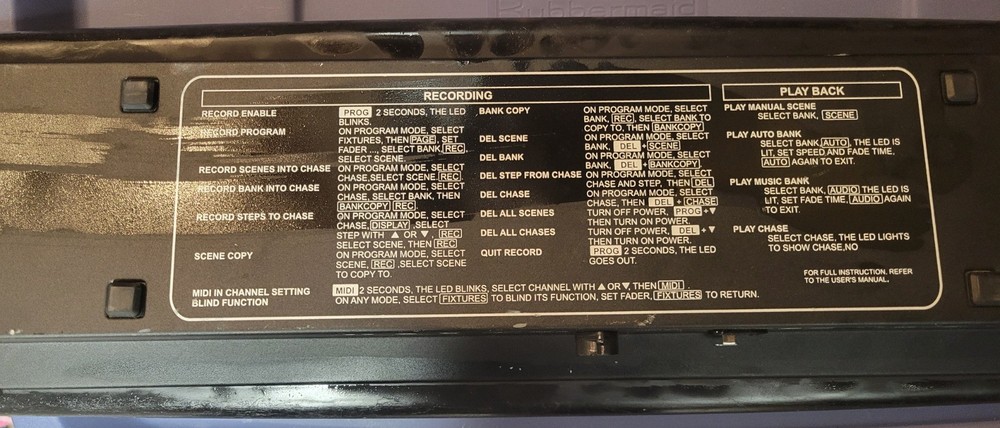 Rubbermaid
RECORDING
RECORD ENABLE
PROG 2 SECONDS, THE LED
BLINKS.
RECORD PROGRAM
ON PROGRAM MODE, SELECT
FIXTURES, THEN PAGE, SET
FADER ..., SELECT BANK, REC,
SELECT SCENE.
RECORD SCENES INTO CHASE
ON PROGRAM MODE, SELECT
CHASE,SELECT SCENE, REC.
RECORD BANK INTO CHASE
ON PROGRAM MODE, SELECT
CHASE, SELECT BANK, THEN
BANKCOPY REC.
RECORD STEPS TO CHASE
ON PROGRAM MODE, SELECT
CHASE, DISPLAY ,SELECT
STEP WITH ▲ OR ▼ , REC
SELECT SCENE, THEN REC
SCENE COPY
ON PROGRAM MODE, SELECT
SCENE, REC ,SELECT SCENE
TO COPY TO.
BANK COPY
ON PROGRAM MODE, SELECT
BANK, REC, SELECT BANK TO
COPY TO, THEN BANKCOPY
DEL SCENE
ON PROGRAM MODE, SELECT
BANK, DEL + SCENE
DEL BANK
ON PROGRAM MODE, SELECT
BANK, DEL + BANKCOPY
DEL STEP FROM CHASE
ON PROGRAM MODE, SELECT
CHASE AND STEP, THEN DEL
DEL CHASE
ON PROGRAM MODE, SELECT
CHASE, THEN DEL + CHASE
DEL ALL SCENES
TURN OFF POWER, PROG + ▼
THEN TURN ON POWER.
DEL ALL CHASES
TURN OFF POWER, DEL + ▼
THEN TURN ON POWER.
QUIT RECORD
PROG 2 SECONDS, THE LED
GOES OUT.
MIDI IN CHANNEL SETTING
MIDI 2 SECONDS, THE LED BLINKS, SELECT CHANNEL WITH ▲ OR ▼, THEN MIDI .
BLIND FUNCTION
ON ANY MODE, SELECT FIXTURES TO BLIND ITS FUNCTION, SET FADER, FIXTURES TO RETURN.
PLAY BACK
PLAY MANUAL SCENE
SELECT BANK, SCENE
PLAY AUTO BANK
SELECT BANK, AUTO, THE LED IS
LIT, SET SPEED AND FADE TIME,
AUTO AGAIN TO EXIT.
PLAY MUSIC BANK
SELECT BANK, AUDIO THE LED IS
LIT, SET FADE TIME, AUDIO AGAIN
TO EXIT.
PLAY CHASE
SELECT CHASE, THE LED LIGHTS
TO SHOW CHASE,NO
FOR FULL INSTRUCTION. REFER
TO THE USER'S MANUAL.